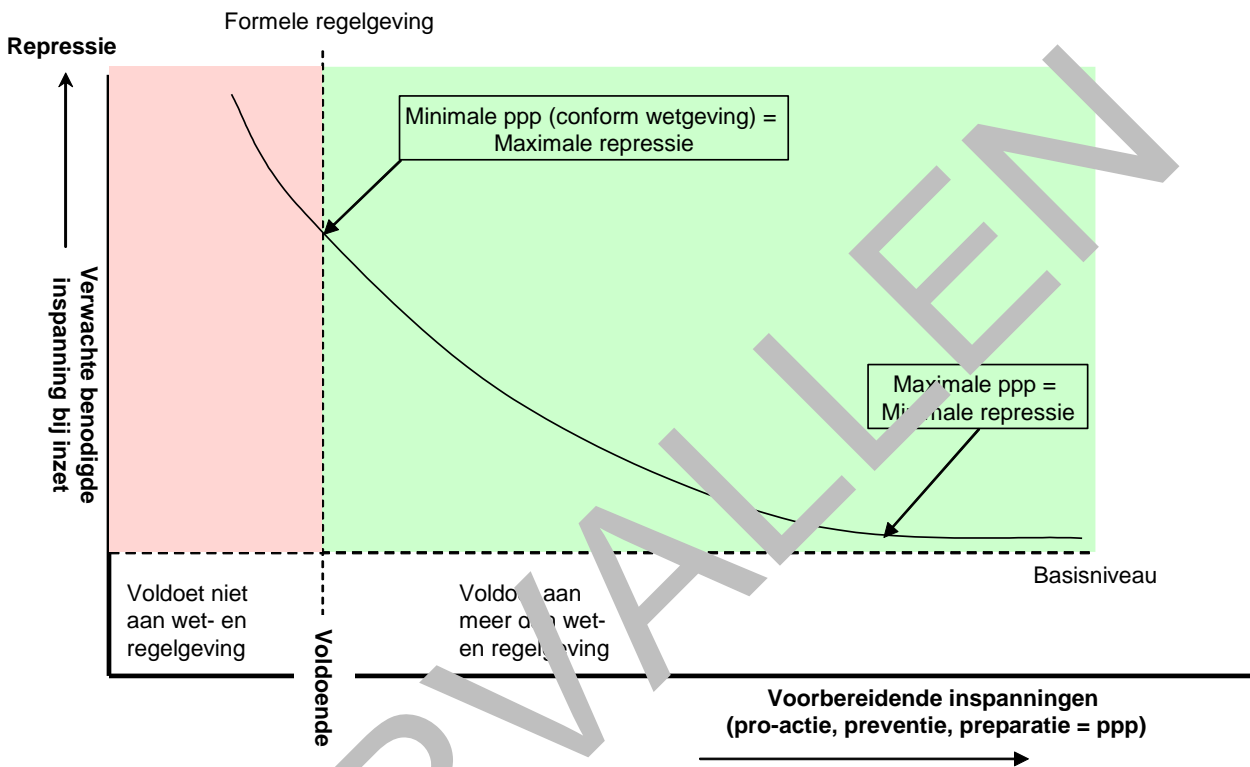 Formele regelgeving
Repressie
Minimale ppp (conform wetgeving) =
Maximale repressie
Verwachte benodigde
inspanning bij inzet
Maximale ppp =
Minimale repressie
Basisniveau
Voldoet niet
aan wet- en
regelgeving
Voldoende
Voldoet aan
meer dan wet-
en regelgeving
Voorbereidende inspanningen
(pro-actie, preventie, preparatie = ppp)
RVALLEN